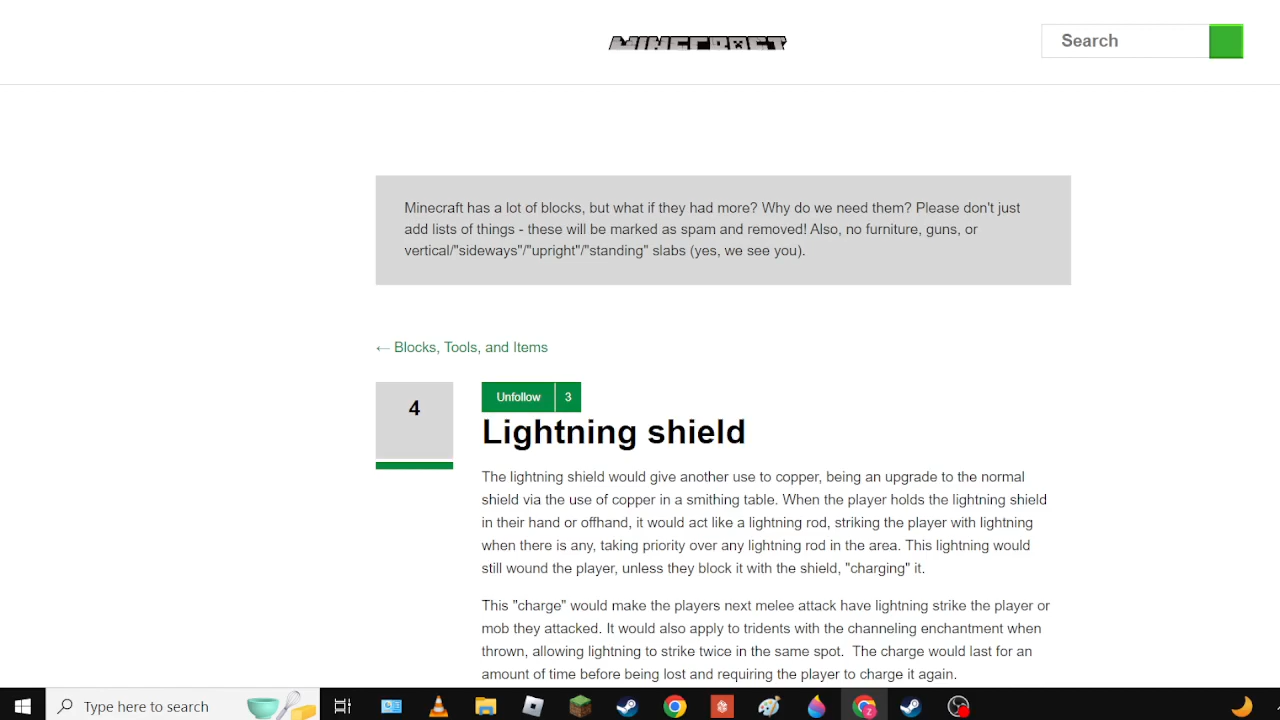 MINECRAFT
Search
Minecraft has a lot of blocks, but what if they had more? Why do we need them? Please don't just
add lists of things - these will be marked as spam and removed! Also, no furniture, guns, or
vertical/"sideways"/"upright"/"standing" slabs (yes, we see you).
← Blocks, Tools, and Items
4
Unfollow 3
Lightning shield
The lightning shield would give another use to copper, being an upgrade to the normal
shield via the use of copper in a smithing table. When the player holds the lightning shield
in their hand or offhand, it would act like a lightning rod, striking the player with lightning
when there is any, taking priority over any lightning rod in the area. This lightning would
still wound the player, unless they block it with the shield, "charging" it.
This "charge" would make the players next melee attack have lightning strike the player or
mob they attacked. It would also apply to tridents with the channeling enchantment when
thrown, allowing lightning to strike twice in the same spot.  The charge would last for an
amount of time before being lost and requiring the player to charge it again.
Type here to search